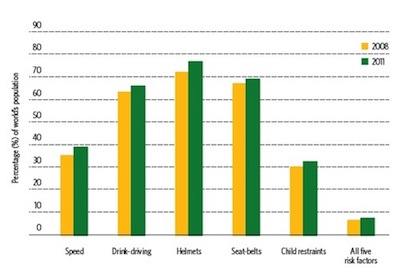 90
80
70
60
50
40
30
20
10
0
Percentage (%) of world's population
2008
2011
Speed
Drink-driving
Helmets
Seat-belts
Child restraints
All five
risk factors